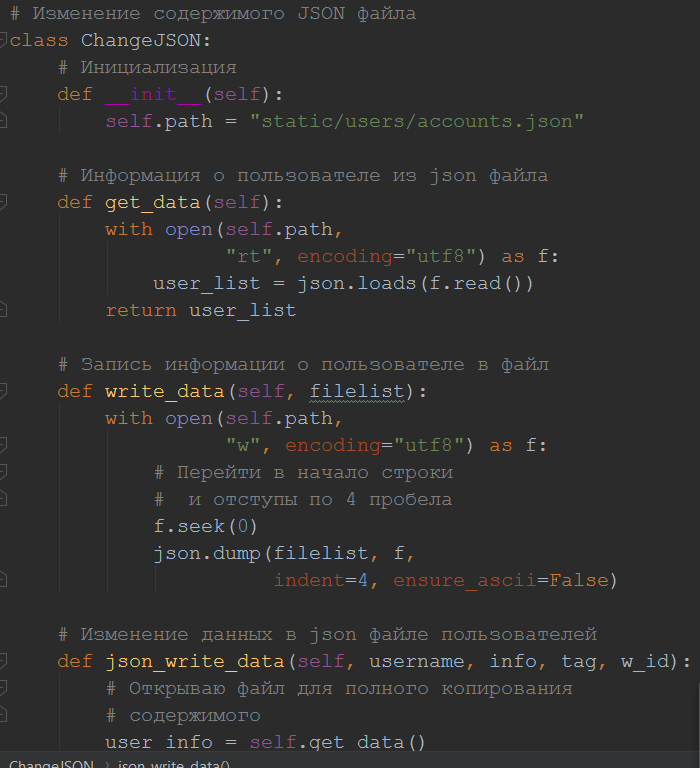 # Изменение содержимого JSON файла
class ChangeJSON:
    # Инициализация
    def __init__(self):
        self.path = "static/users/accounts.json"

    # Информация о пользователе из json файла
    def get_data(self):
        with open(self.path,
                  "rt", encoding="utf8") as f:
            user_list = json.loads(f.read())
        return user_list

    # Запись информации о пользователе в файл
    def write_data(self, filelist):
        with open(self.path,
                  "w", encoding="utf8") as f:
            # Перейти в начало строки
            #  и отступы по 4 пробела
            f.seek(0)
            json.dump(filelist, f,
                      indent=4, ensure_ascii=False)

    # Изменение данных в json файле пользователей
    def json_write_data(self, username, info, tag, w_id):
        # Открываю файл для полного копирования
        # содержимого
        user_info = self.get_data()
ChangeJSON › json_write_data()